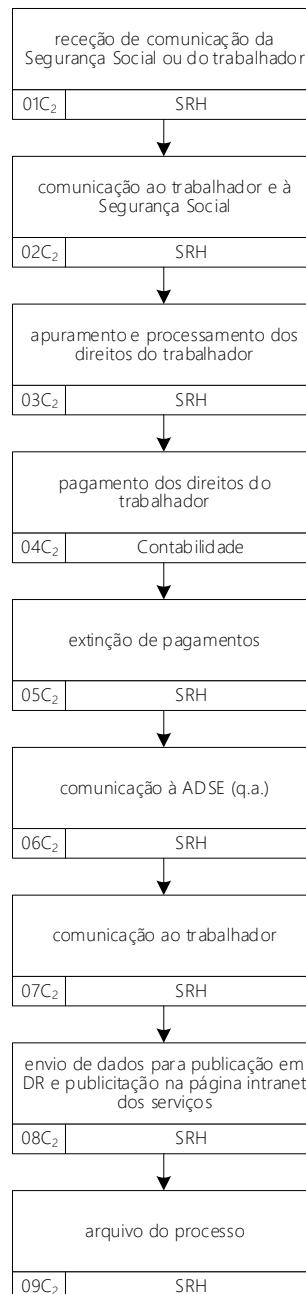 receção de comunicação da
Segurança Social ou do trabalhador
01C₂ SRH
comunicação ao trabalhador e à
Segurança Social
02C₂ SRH
apuramento e processamento dos
direitos do trabalhador
03C₂ SRH
pagamento dos direitos do
trabalhador
04C₂ Contabilidade
extinção de pagamentos
05C₂ SRH
comunicação à ADSE (q.a.)
06C₂ SRH
comunicação ao trabalhador
07C₂ SRH
envio de dados para publicação em
DR e publicitação na página intranet
dos serviços
08C₂ SRH
arquivo do processo
09C₂ SRH